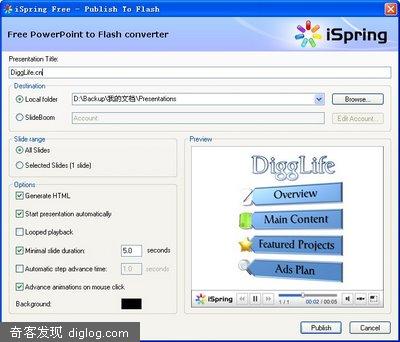 iSpring Free - Publish To Flash
Free PowerPoint to Flash converter
iSpring
Presentation Title:
DiggLife.cn
Destination
Local folder
D:\Backup\我的文档\Presentations
Browse...
SlideBoom
Account:
Edit Account...
Slide range
All Slides
Selected Slides (1 slide)
Options
Generate HTML
Start presentation automatically
Looped playback
Minimal slide duration:
5.0
seconds
Automatic step advance time:
1.0
seconds
Advance animations on mouse click
Background:
Preview
DiggLife
Overview
Main Content
Featured Projects
Ads Plan
iSpring
1 / 1
00:02 / 00:05
Publish
Cancel
奇客发现 diglog.com